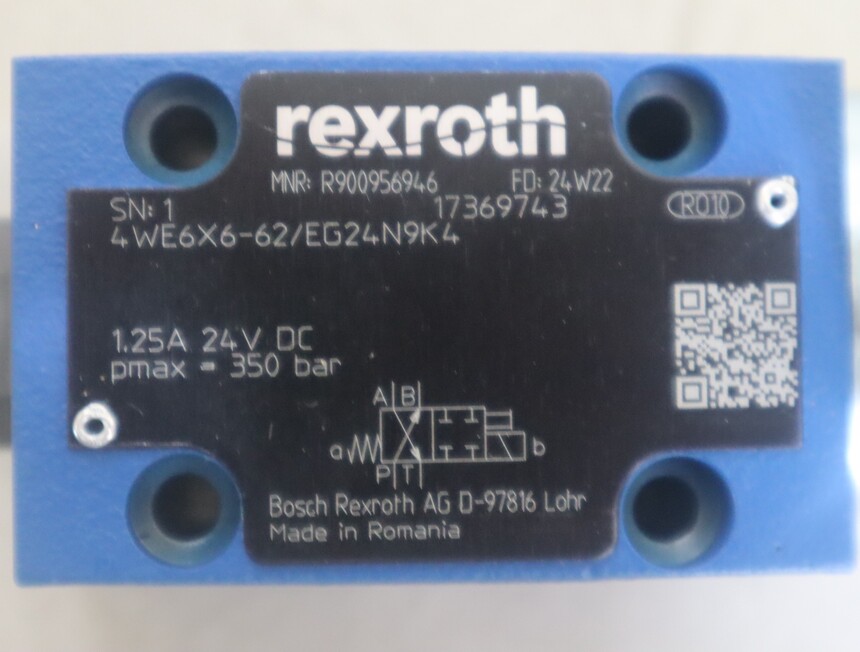 rexroth
MNR: R900956946 FD: 24W22
SN: 1 17369743 RO10
4WE6X6-62/EG24N9K4
1.25A 24V DC
pmax = 350 bar
A B
a b
P T
Bosch Rexroth AG D-97816 Lohr
Made in Romania